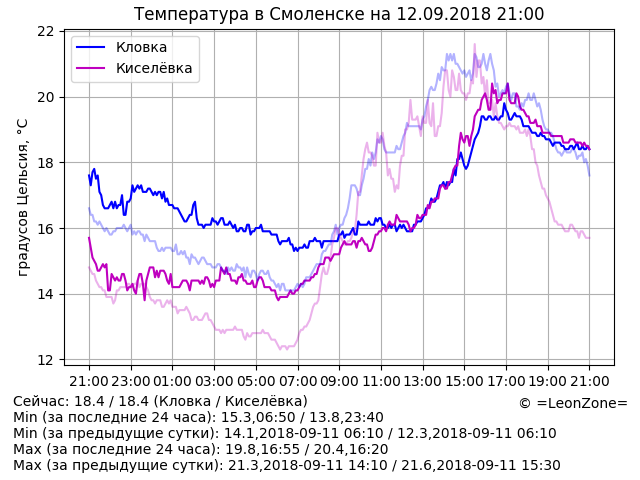 Температура в Смоленске на 12.09.2018 21:00
Кловка
Киселёвка
градусов Цельсия, °C
22
20
18
16
14
12
21:00 23:00 01:00 03:00 05:00 07:00 09:00 11:00 13:00 15:00 17:00 19:00 21:00
Сейчас: 18.4 / 18.4 (Кловка / Киселёвка)
© =LeonZone=
Min (за последние 24 часа): 15.3,06:50 / 13.8,23:40
Min (за предыдущие сутки): 14.1,2018-09-11 06:10 / 12.3,2018-09-11 06:10
Max (за последние 24 часа): 19.8,16:55 / 20.4,16:20
Max (за предыдущие сутки): 21.3,2018-09-11 14:10 / 21.6,2018-09-11 15:30